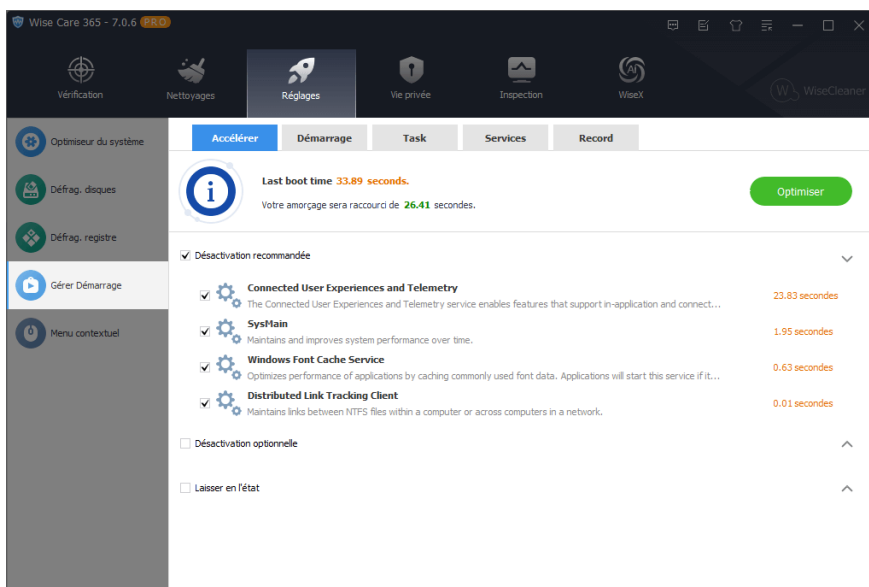 Wise Care 365 - 7.0.6 PRO
Vérification
Nettoyages
Réglages
Vie privée
Inspection
AI
WiseX
W WiseCleaner
Optimiseur du système
Défrag. disques
Défrag. registre
Gérer Démarrage
Menu contextuel
Accélérer Démarrage Task Services Record
Last boot time 33.89 seconds.
Votre amorçage sera raccourci de 26.41 secondes.
Optimiser
Désactivation recommandée
Connected User Experiences and Telemetry
The Connected User Experiences and Telemetry service enables features that support in-application and connect...
23.83 secondes
SysMain
Maintains and improves system performance over time.
1.95 secondes
Windows Font Cache Service
Optimizes performance of applications by caching commonly used font data. Applications will start this service if it...
0.63 secondes
Distributed Link Tracking Client
Maintains links between NTFS files within a computer or across computers in a network.
0.01 secondes
Désactivation optionnelle
Laisser en l'état